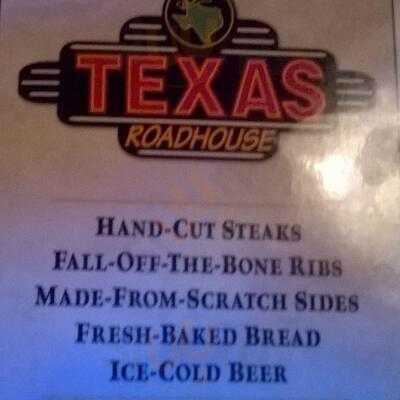 TEXAS
ROADHOUSE
HAND-CUT STEAKS
FALL-OFF-THE-BONE RIBS
MADE-FROM-SCRATCH SIDES
FRESH-BAKED BREAD
ICE-COLD BEER